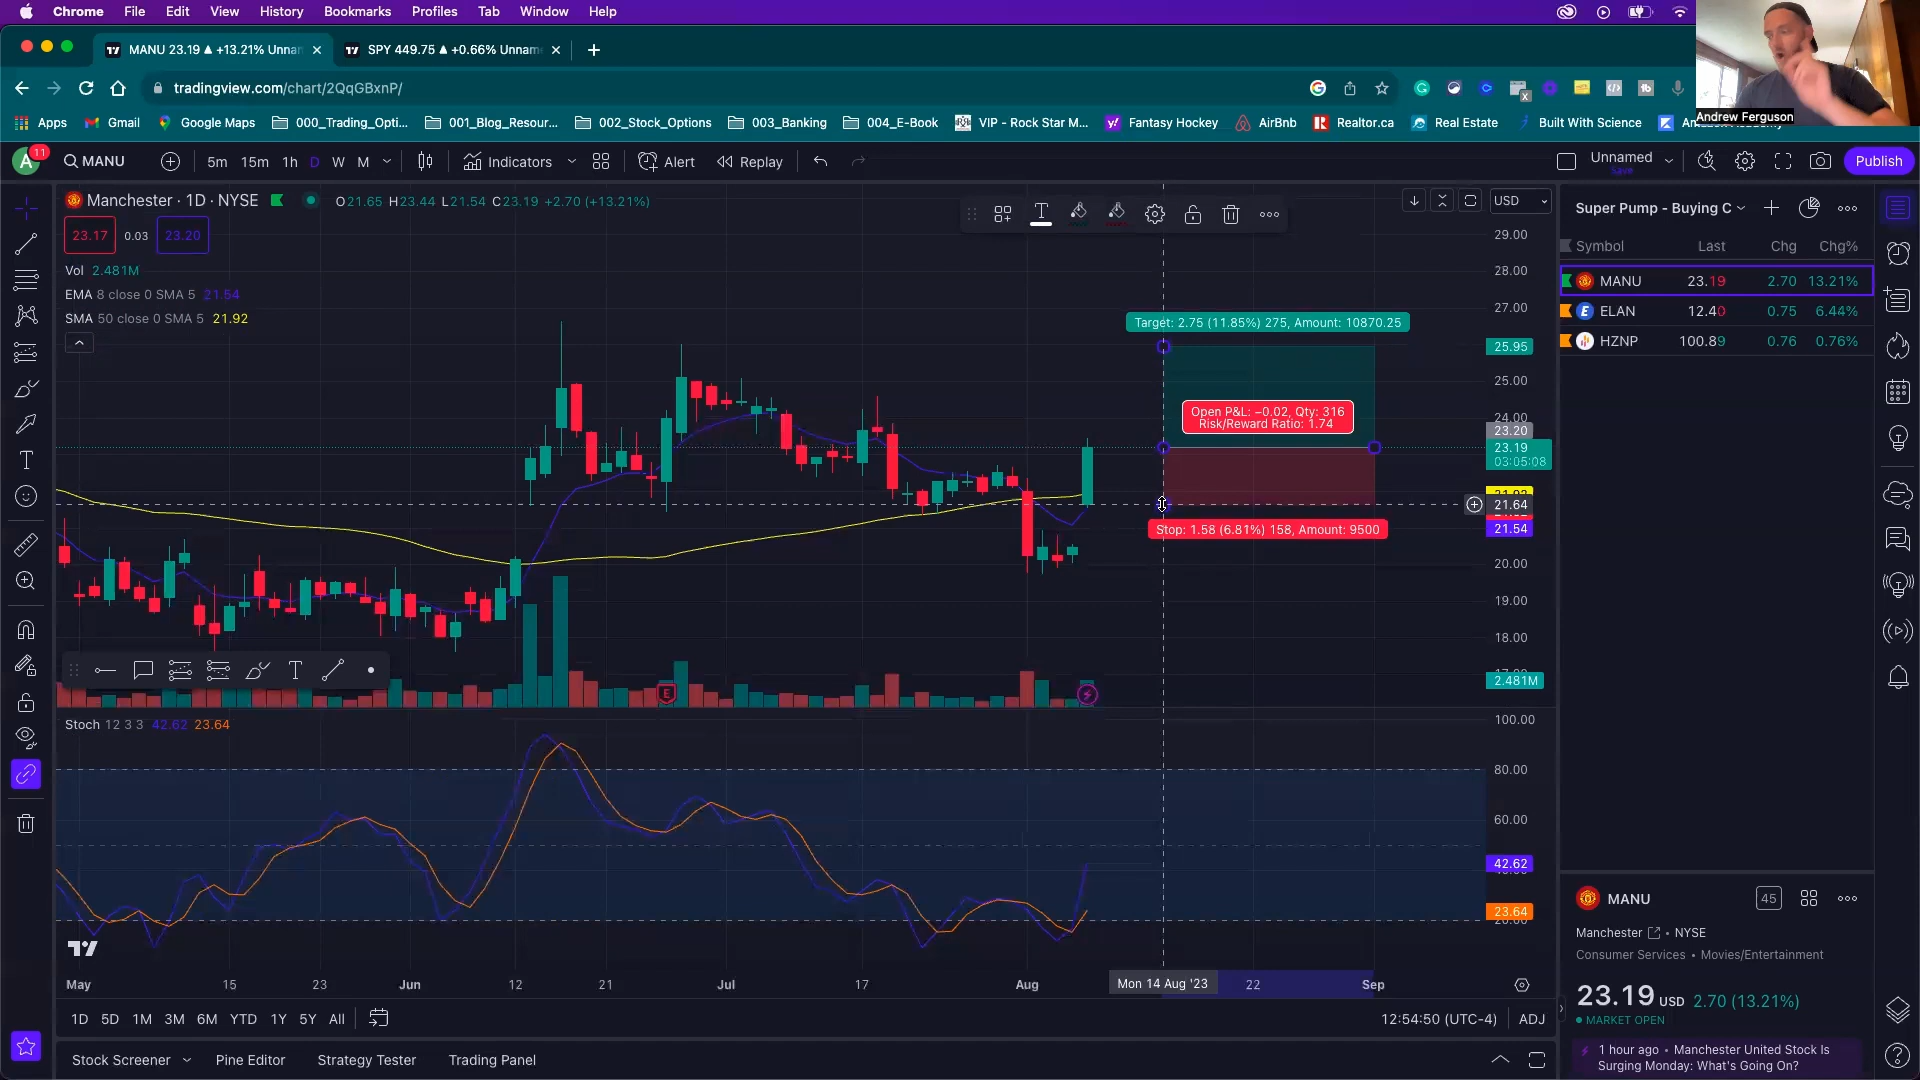 Chrome File Edit View History Bookmarks Profiles Tab Window Help
MANU 23.19 ▲ +13.21% Unnar
SPY 449.75 ▲ +0.66% Unnam
tradingview.com/chart/2QqGBxnP/
Andrew Ferguson
Apps Gmail Google Maps 000_Trading_Opti... 001_Blog_Resour... 002_Stock_Options 003_Banking 004_E-Book VIP - Rock Star M... Fantasy Hockey AirBnb Realtor.ca Real Estate Built With Science
A 11 MANU 5m 15m 1h D W M Indicators Alert Replay Unnamed Save Publish
Manchester · 1D · NYSE O21.65 H23.44 L21.54 C23.19 +2.70 (+13.21%)
USD
23.17 0.03 23.20
Vol 2.481M
EMA 8 close 0 SMA 5 21.54
SMA 50 close 0 SMA 5 21.92
Target: 2.75 (11.85%) 275, Amount: 10870.25
Open P&L: −0.02, Qty: 316
Risk/Reward Ratio: 1.74
Stop: 1.58 (6.81%) 158, Amount: 9500
29.00
28.00
27.00
25.95
25.00
24.00
23.20
23.19
03:05:08
21.64
21.54
20.00
19.00
18.00
2.481M
E
Stoch 12 3 3 42.62 23.64
100.00
80.00
60.00
42.62
23.64
May 15 23 Jun 12 21 Jul 17 Aug Mon 14 Aug '23 22 Sep
1D 5D 1M 3M 6M YTD 1Y 5Y All 12:54:50 (UTC-4) ADJ
Stock Screener Pine Editor Strategy Tester Trading Panel
Super Pump - Buying C
Symbol Last Chg Chg%
MANU 23.19 2.70 13.21%
ELAN 12.40 0.75 6.44%
HZNP 100.89 0.76 0.76%
MANU 45
Manchester • NYSE
Consumer Services • Movies/Entertainment
23.19 USD 2.70 (13.21%)
MARKET OPEN
1 hour ago • Manchester United Stock Is
Surging Monday: What's Going On?